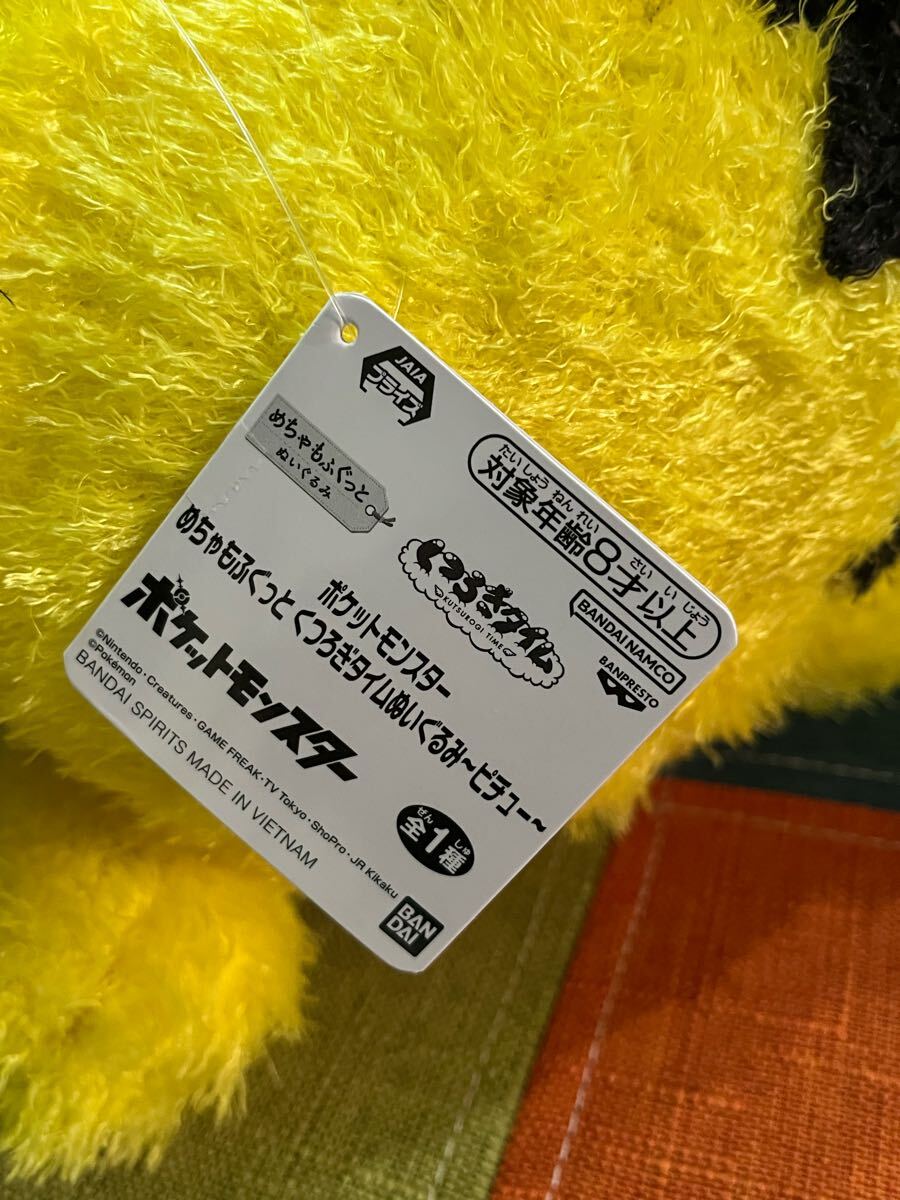 JAIA
プライズ
めちゃもふぐっと
ぬいぐるみ
たいしょう ねん れい さい い じょう
対象年齢8才以上
くつろぎタイム
KUTSUROGI TIME
BANDAI NAMCO
BANPRESTO
ポケットモンスター
めちゃもふぐっと くつろぎタイムぬいぐるみ～ピチュー～
ポケットモンスター
ぜん しゅ
全1種
©Nintendo・Creatures・GAME FREAK・TV Tokyo・ShoPro・JR Kikaku
©Pokémon
BANDAI SPIRITS MADE IN VIETNAM
BAN
DAI